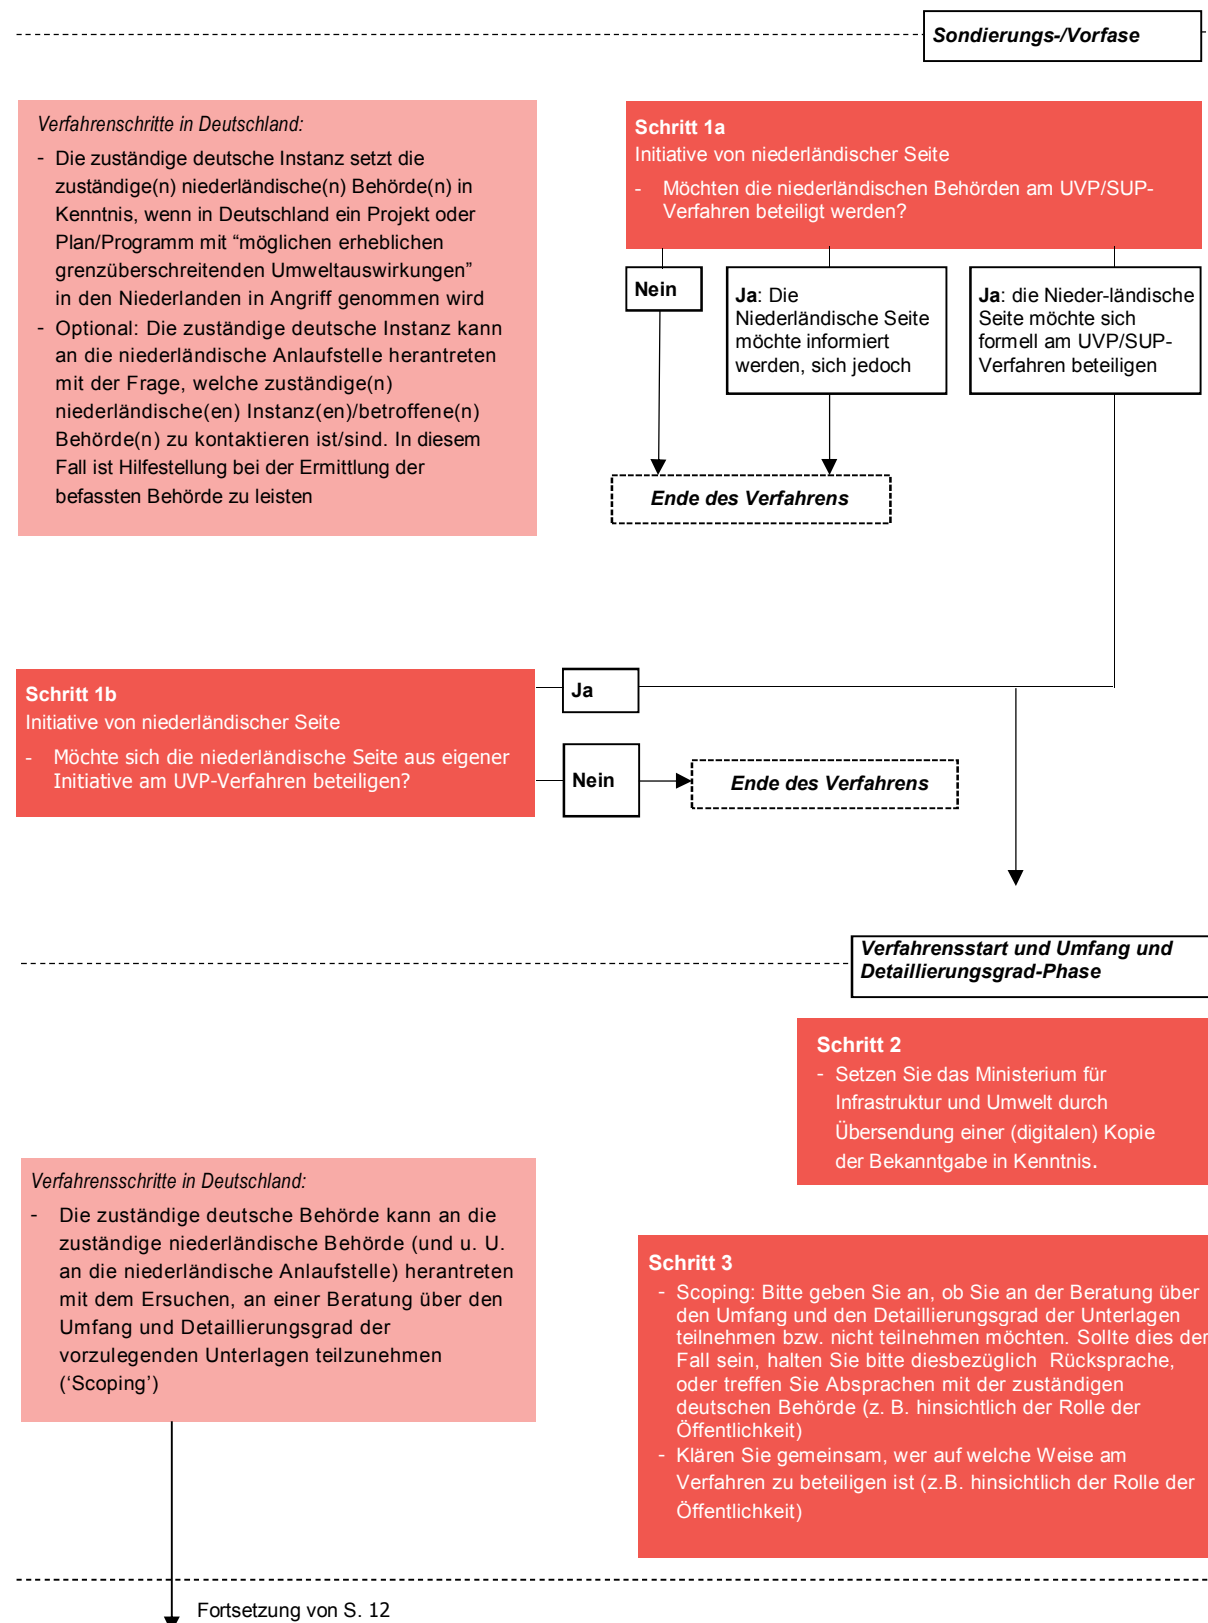 Sondierungs-/Vorfase
Verfahrenschritte in Deutschland:
- Die zuständige deutsche Instanz setzt die
zuständige(n) niederländische(n) Behörde(n) in
Kenntnis, wenn in Deutschland ein Projekt oder
Plan/Programm mit “möglichen erheblichen
grenzüberschreitenden Umweltauswirkungen”
in den Niederlanden in Angriff genommen wird
- Optional: Die zuständige deutsche Instanz kann
an die niederländische Anlaufstelle herantreten
mit der Frage, welche zuständige(n)
niederländische(en) Instanz(en)/betroffene(n)
Behörde(n) zu kontaktieren ist/sind. In diesem
Fall ist Hilfestellung bei der Ermittlung der
befassten Behörde zu leisten
Schritt 1a
Initiative von niederländischer Seite
- Möchten die niederländischen Behörden am UVP/SUP-
Verfahren beteiligt werden?
Nein
Ja: Die
Niederländische Seite
möchte informiert
werden, sich jedoch
Ja: die Nieder-ländische
Seite möchte sich
formell am UVP/SUP-
Verfahren beteiligen
Ende des Verfahrens
Schritt 1b
Initiative von niederländischer Seite
- Möchte sich die niederländische Seite aus eigener
Initiative am UVP-Verfahren beteiligen?
Ja
Nein
Ende des Verfahrens
Verfahrensstart und Umfang und
Detaillierungsgrad-Phase
Schritt 2
- Setzen Sie das Ministerium für
Infrastruktur und Umwelt durch
Übersendung einer (digitalen) Kopie
der Bekanntgabe in Kenntnis.
Verfahrensschritte in Deutschland:
- Die zuständige deutsche Behörde kann an die
zuständige niederländische Behörde (und u. U.
an die niederländische Anlaufstelle) herantreten
mit dem Ersuchen, an einer Beratung über den
Umfang und Detaillierungsgrad der
vorzulegenden Unterlagen teilzunehmen
(‘Scoping’)
Schritt 3
- Scoping: Bitte geben Sie an, ob Sie an der Beratung über
den Umfang und den Detaillierungsgrad der Unterlagen
teilnehmen bzw. nicht teilnehmen möchten. Sollte dies der
Fall sein, halten Sie bitte diesbezüglich Rücksprache,
oder treffen Sie Absprachen mit der zuständigen
deutschen Behörde (z. B. hinsichtlich der Rolle der
Öffentlichkeit)
- Klären Sie gemeinsam, wer auf welche Weise am
Verfahren zu beteiligen ist (z.B. hinsichtlich der Rolle der
Öffentlichkeit)
Fortsetzung von S. 12